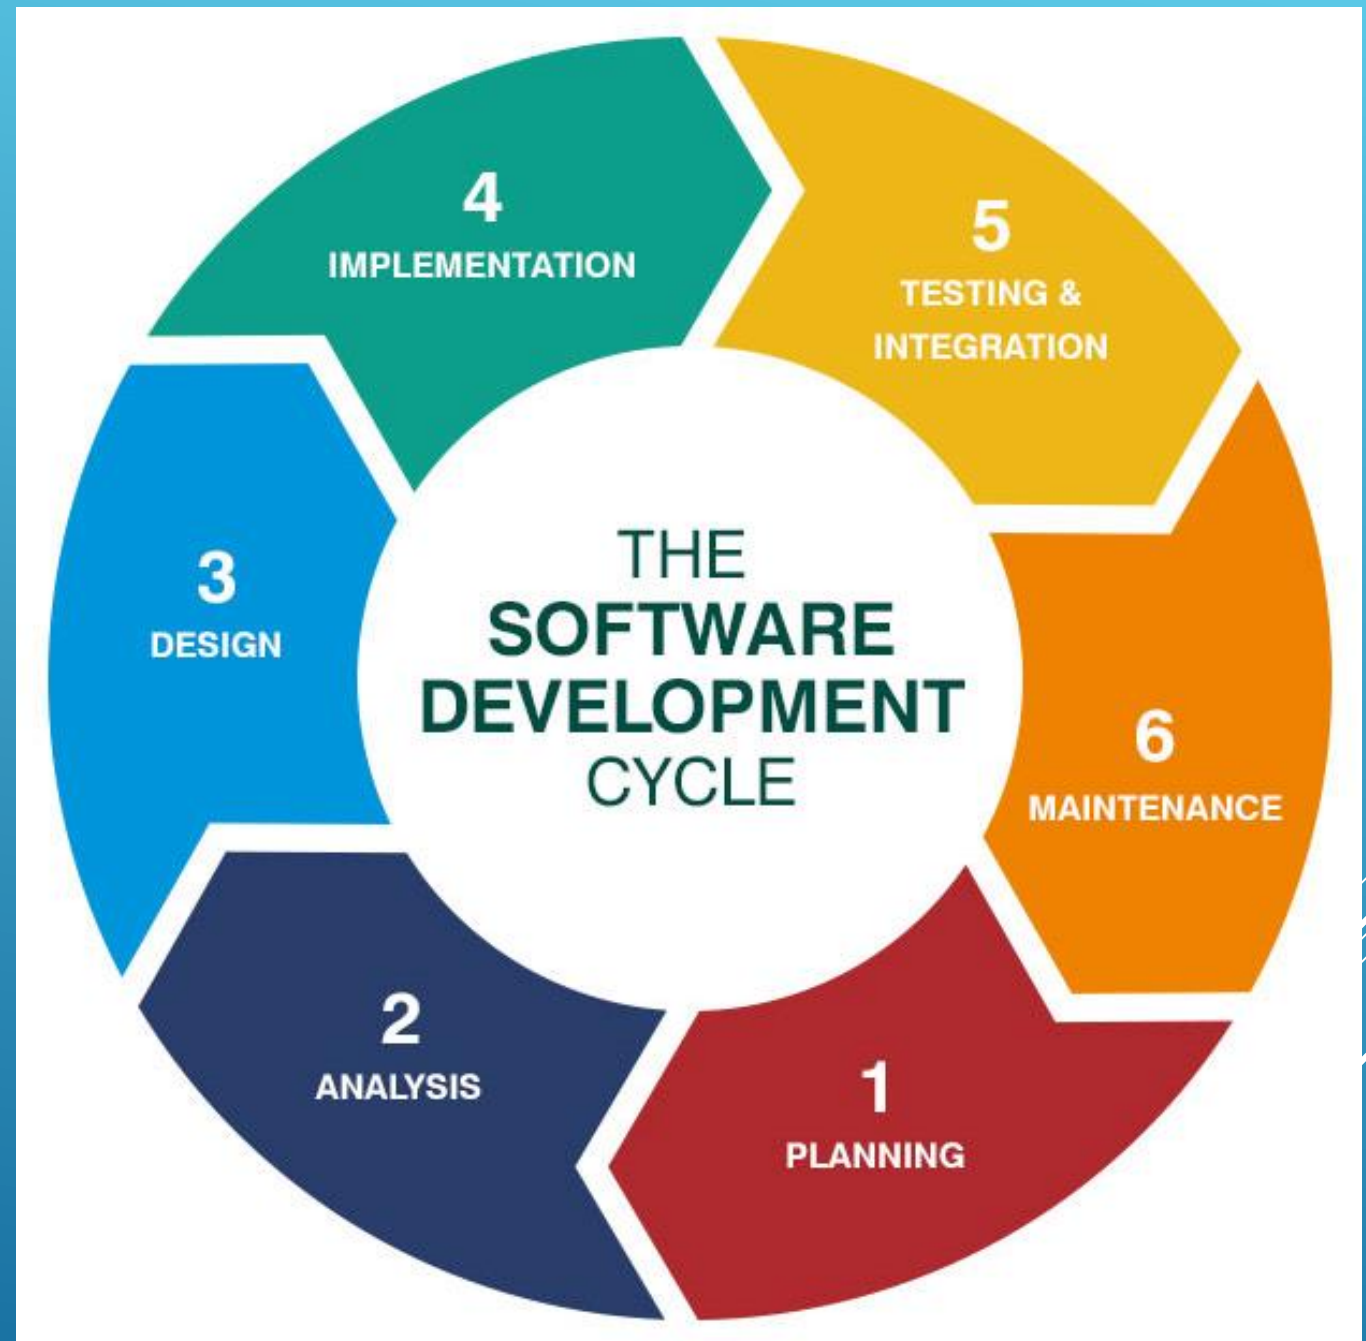 4
IMPLEMENTATION
5
TESTING &
INTEGRATION
3
DESIGN
THE
SOFTWARE
DEVELOPMENT
CYCLE
6
MAINTENANCE
2
ANALYSIS
1
PLANNING